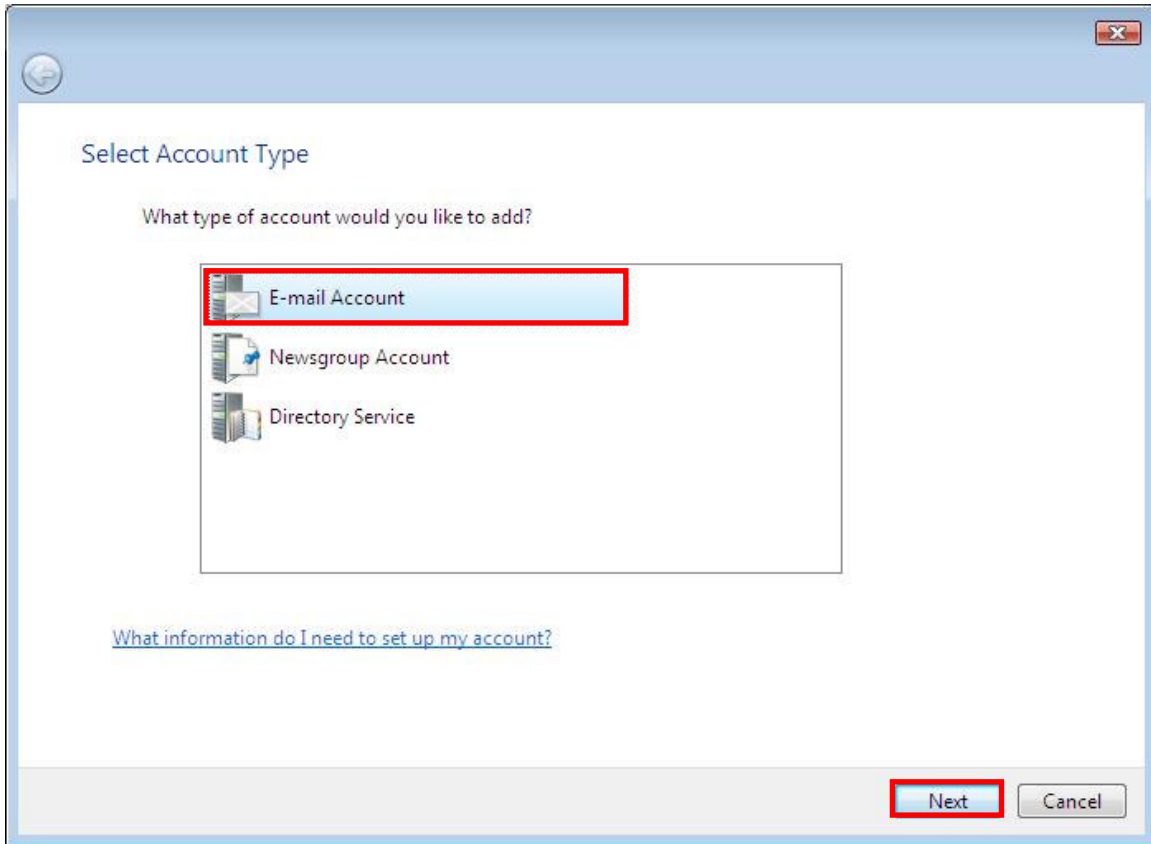 Select Account Type
What type of account would you like to add?
E-mail Account
Newsgroup Account
Directory Service
What information do I need to set up my account?
Next
Cancel